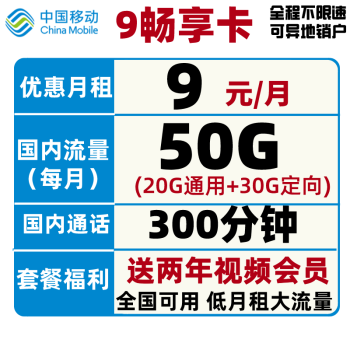 中国移动
China Mobile
9畅享卡
全程不限速
可异地销户
优惠月租
9 元/月
国内流量
(每月)
50G
(20G通用+30G定向)
国内通话
300分钟
套餐福利
送两年视频会员
全国可用 低月租大流量